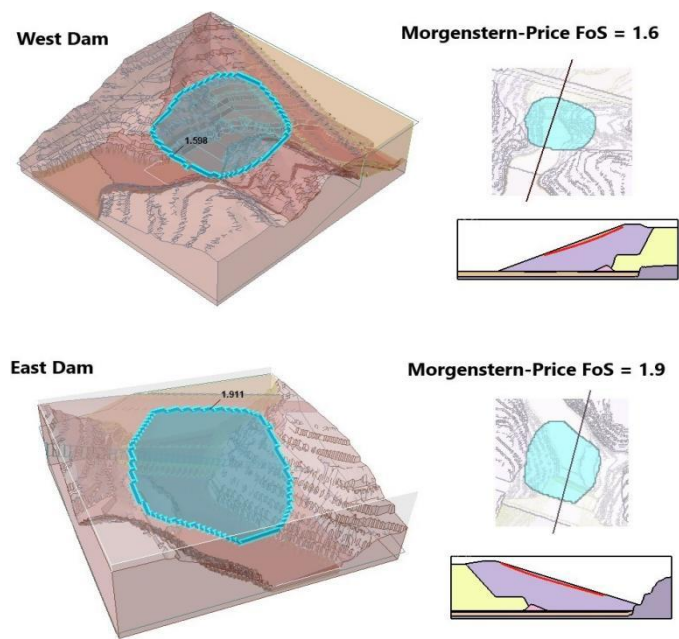 West Dam
Morgenstern-Price FoS = 1.6
1.598
East Dam
Morgenstern-Price FoS = 1.9
1.911